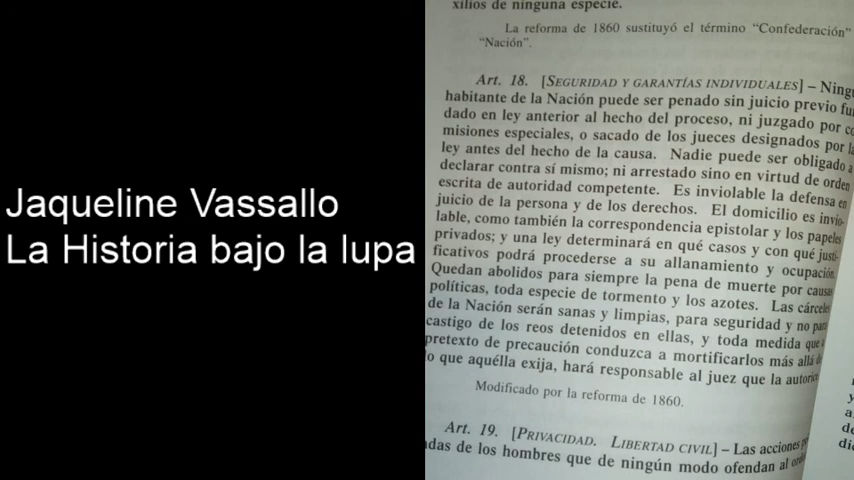 Jaqueline Vassallo
La Historia bajo la lupa
xilios de ninguna especie.
La reforma de 1860 sustituyó el término “Confederación”
“Nación”.
Art. 18. [SEGURIDAD Y GARANTÍAS INDIVIDUALES] – Ningú
habitante de la Nación puede ser penado sin juicio previo fun
dado en ley anterior al hecho del proceso, ni juzgado por co
misiones especiales, o sacado de los jueces designados por la
ley antes del hecho de la causa. Nadie puede ser obligado a
declarar contra sí mismo; ni arrestado sino en virtud de orden
escrita de autoridad competente. Es inviolable la defensa en
juicio de la persona y de los derechos. El domicilio es invio-
lable, como también la correspondencia epistolar y los papeles
privados; y una ley determinará en qué casos y con qué justi-
ficativos podrá procederse a su allanamiento y ocupación.
Quedan abolidos para siempre la pena de muerte por causas
políticas, toda especie de tormento y los azotes. Las cárceles
de la Nación serán sanas y limpias, para seguridad y no para
castigo de los reos detenidos en ellas, y toda medida que a
pretexto de precaución conduzca a mortificarlos más allá de
lo que aquélla exija, hará responsable al juez que la autorice
Modificado por la reforma de 1860.
Art. 19. [PRIVACIDAD. LIBERTAD CIVIL] – Las acciones
adas de los hombres que de ningún modo ofendan al